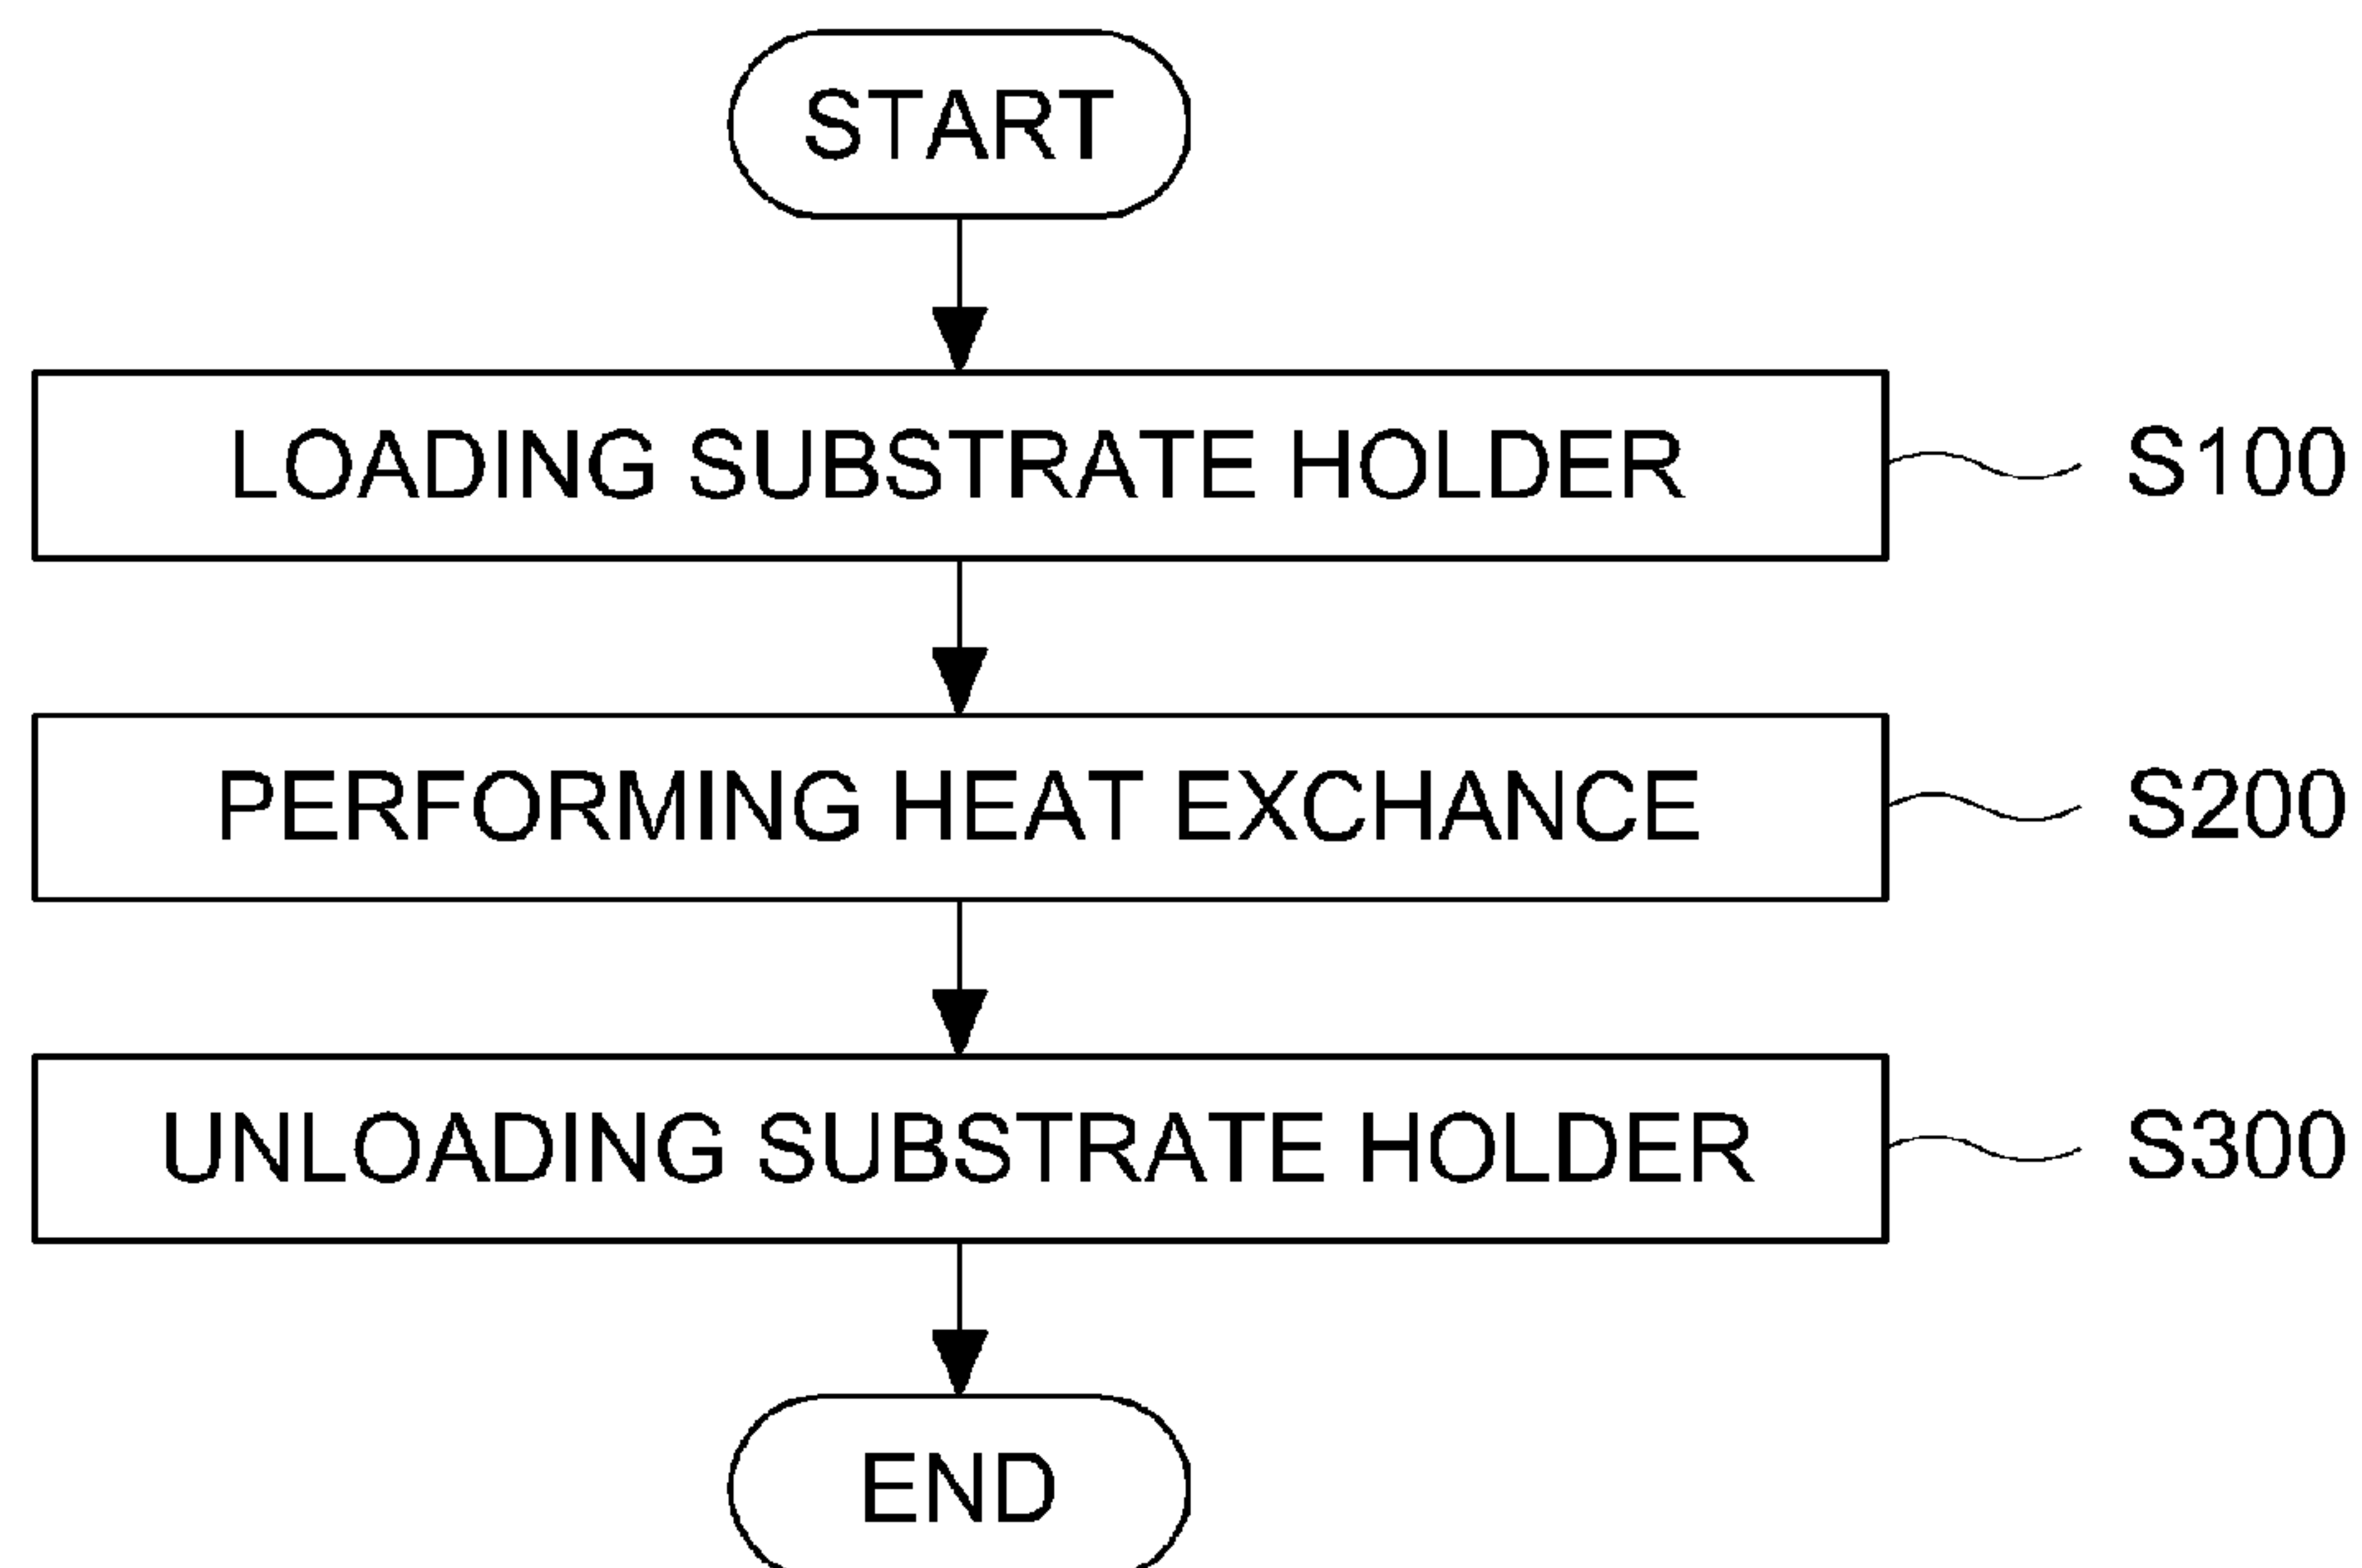 START
LOADING SUBSTRATE HOLDER S100
PERFORMING HEAT EXCHANCE S200
UNLOADING SUBSTRATE HOLDER S300
END